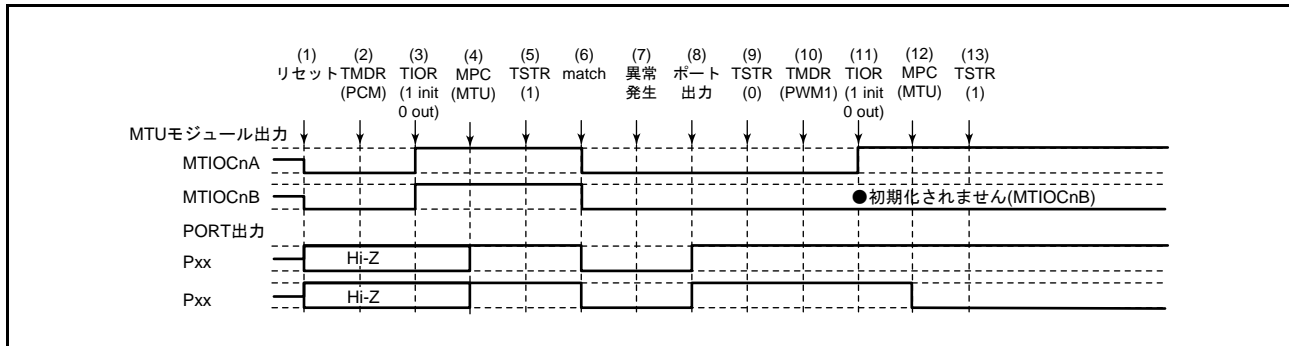 (1) (2) (3) (4) (5) (6) (7) (8) (9) (10) (11) (12) (13)
リセット TMDR TIOR MPC TSTR match 異常 ポート TSTR TMDR TIOR MPC TSTR
(PCM) (1 init (MTU) (1) 発生 出力 (0) (PWM1) (1 init (MTU) (1)
0 out) 0 out)
MTUモジュール出力
MTIOCnA
MTIOCnB ●初期化されません(MTIOCnB)
PORT出力
Pxx Hi-Z
Pxx Hi-Z